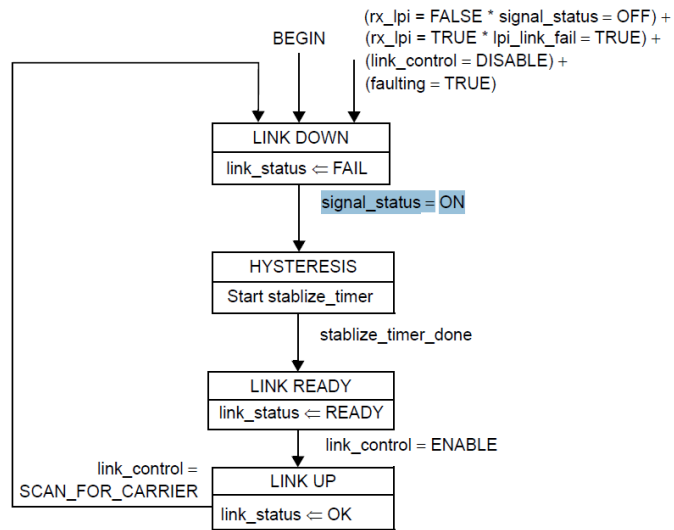 (rx_lpi = FALSE * signal_status = OFF) +
BEGIN
(rx_lpi = TRUE * lpi_link_fail = TRUE) +
(link_control = DISABLE) +
(faulting = TRUE)
LINK DOWN
link_status ⇐ FAIL
signal_status = ON
HYSTERESIS
Start stablize_timer
stablize_timer_done
LINK READY
link_status ⇐ READY
link_control = ENABLE
link_control =
SCAN_FOR_CARRIER
LINK UP
link_status ⇐ OK